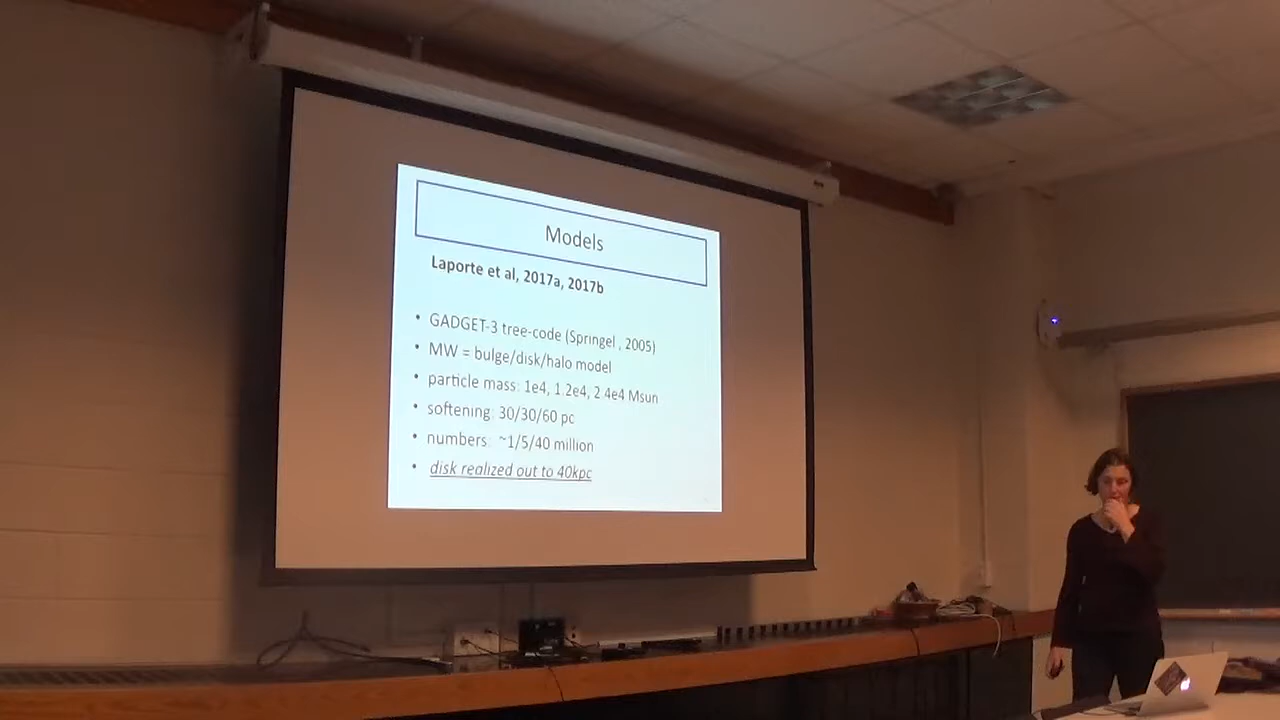 Models
Laporte et al, 2017a, 2017b
• GADGET-3 tree-code (Springel , 2005)
• MW = bulge/disk/halo model
• particle mass: 1e4, 1.2e4, 2.4e4 Msun
• softening: 30/30/60 pc
• numbers: ~1/5/40 million
• disk realized out to 40kpc